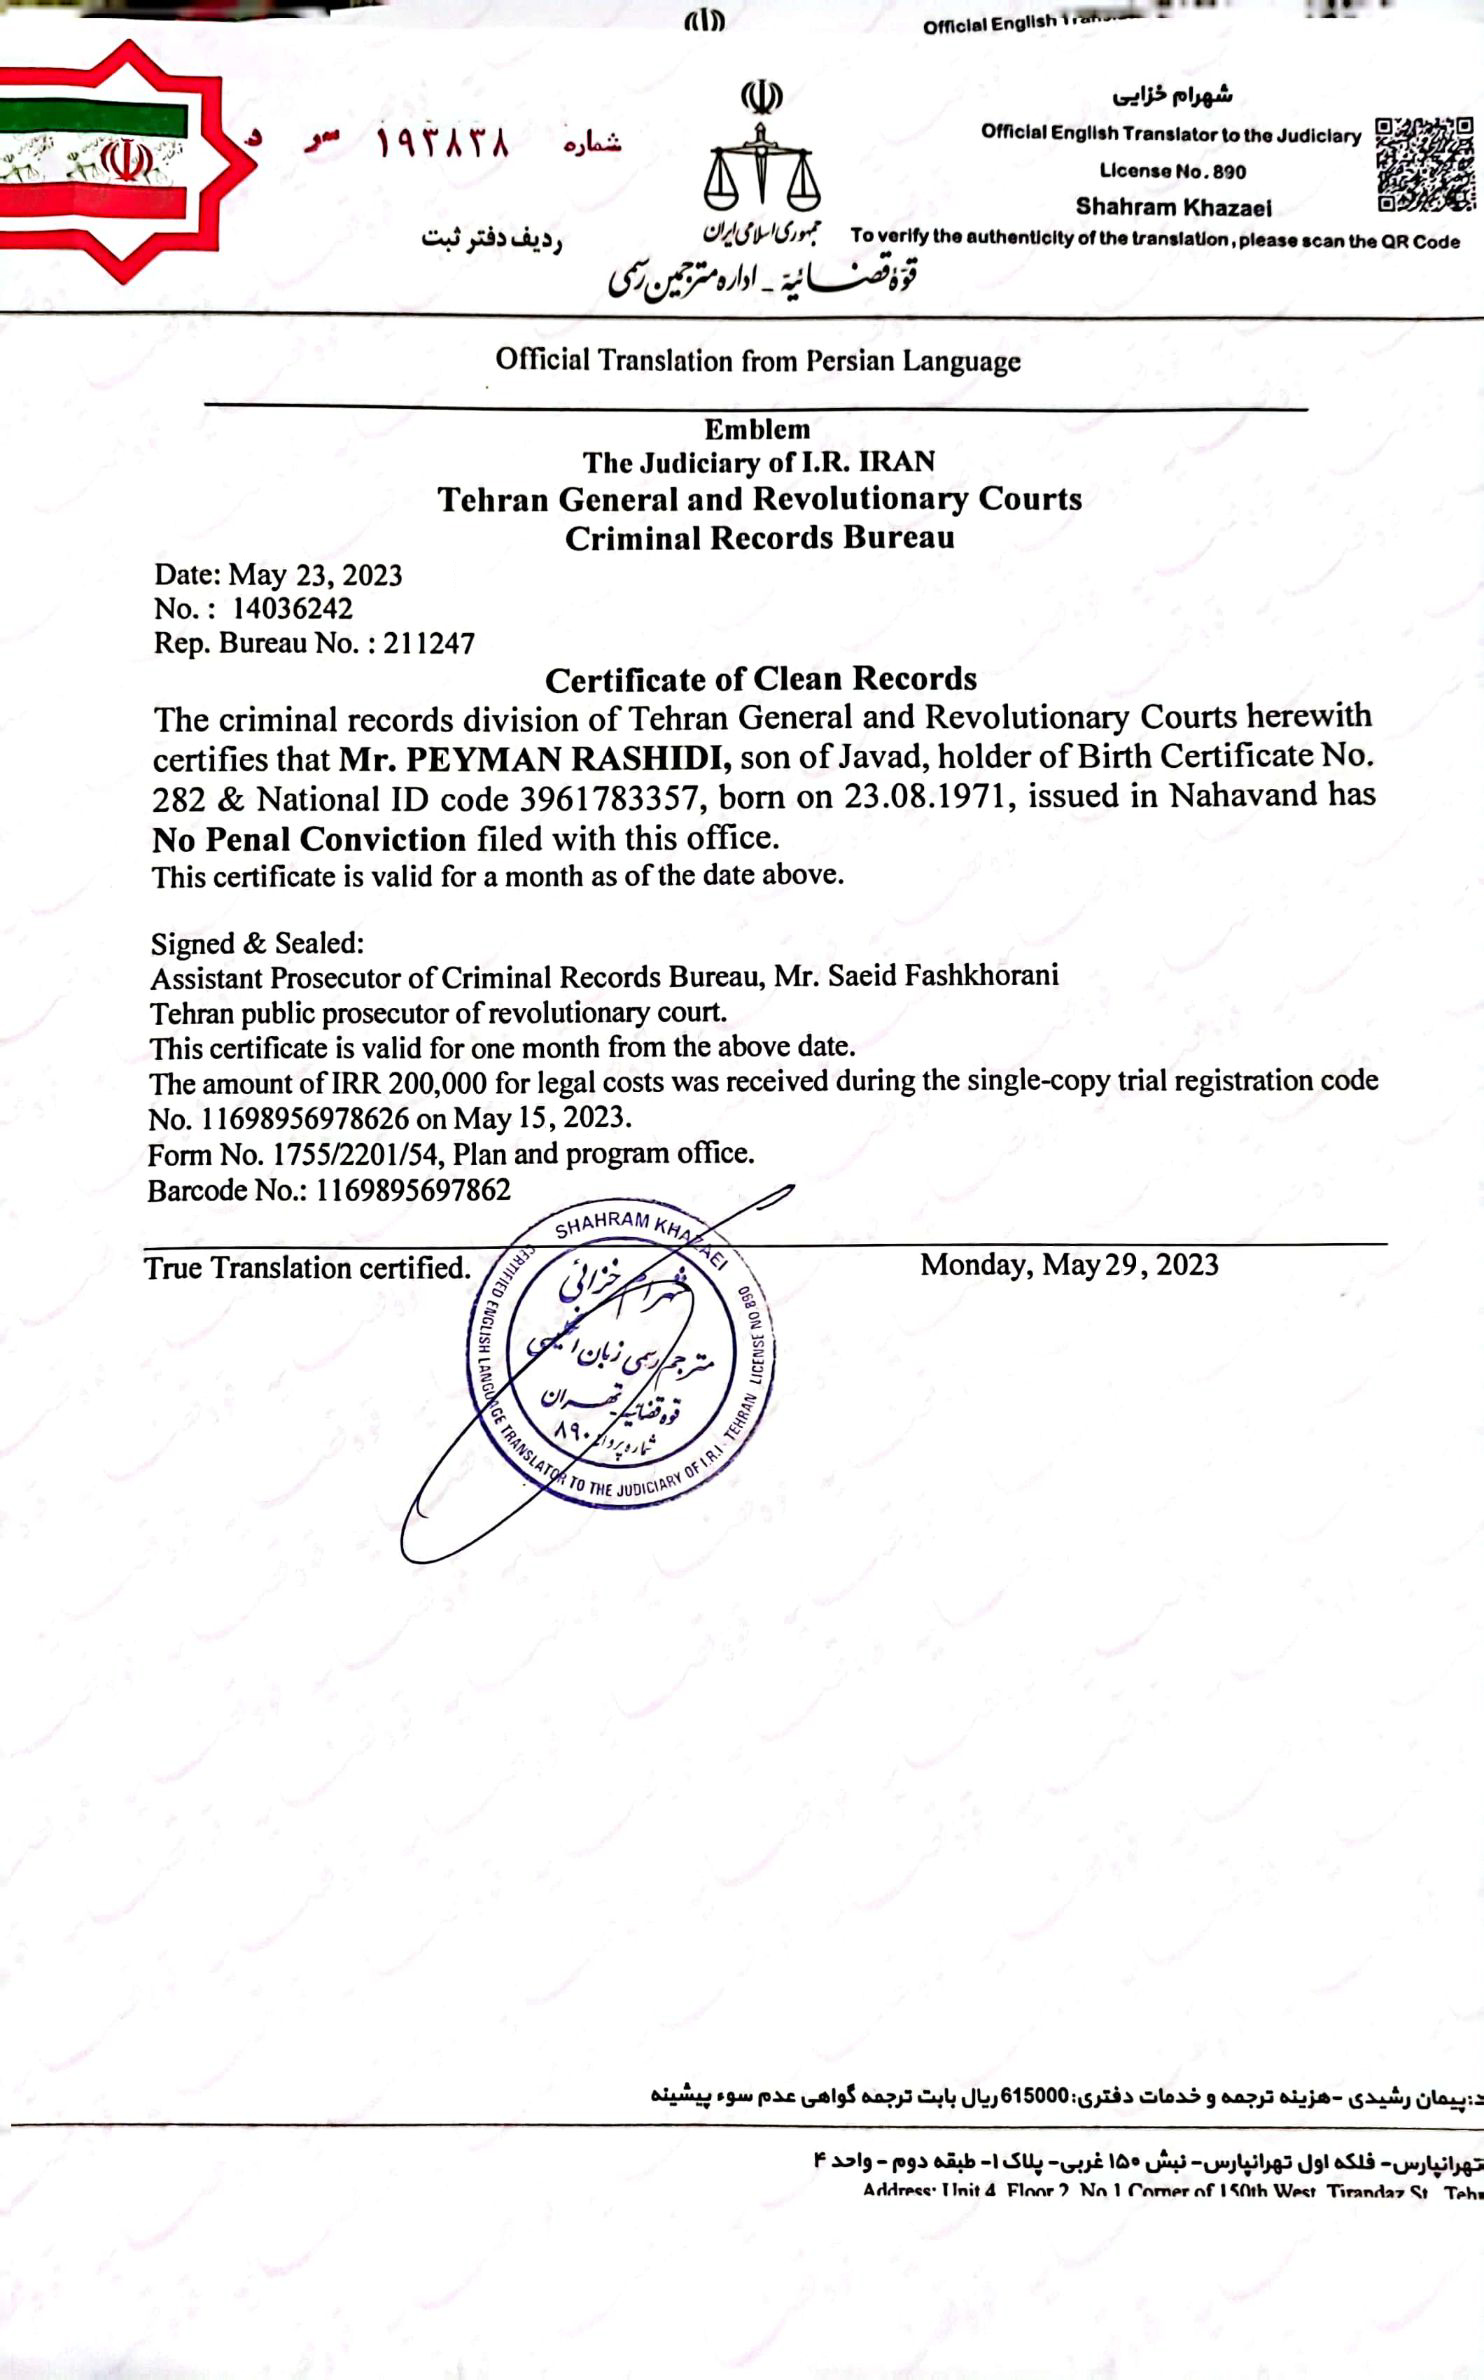 Official English
شهرام خزایی
Official English Translator to the Judiciary
License No. 890
Shahram Khazaei
To verify the authenticity of the translation, please scan the QR Code
شماره ۱۹۳۸۳۸ سر د
ردیف دفتر ثبت
جمهوری اسلامی ایران
قوّۀ قضائیّة - اداره مترجمین رسمی
Official Translation from Persian Language
Emblem
The Judiciary of I.R. IRAN
Tehran General and Revolutionary Courts
Criminal Records Bureau
Date: May 23, 2023
No. : 14036242
Rep. Bureau No. : 211247
Certificate of Clean Records
The criminal records division of Tehran General and Revolutionary Courts herewith
certifies that Mr. PEYMAN RASHIDI, son of Javad, holder of Birth Certificate No.
282 & National ID code 3961783357, born on 23.08.1971, issued in Nahavand has
No Penal Conviction filed with this office.
This certificate is valid for a month as of the date above.
Signed & Sealed:
Assistant Prosecutor of Criminal Records Bureau, Mr. Saeid Fashkhorani
Tehran public prosecutor of revolutionary court.
This certificate is valid for one month from the above date.
The amount of IRR 200,000 for legal costs was received during the single-copy trial registration code
No. 11698956978626 on May 15, 2023.
Form No. 1755/2201/54, Plan and program office.
Barcode No.: 1169895697862
True Translation certified.
Monday, May 29, 2023
SHAHRAM KHAZAEI
CERTIFIED ENGLISH LANGUAGE TRANSLATOR TO THE JUDICIARY OF I.R.I - TEHRAN LICENSE NO 890
شهرام خزائی
مترجم رسمی زبان انگلیسی
قوه قضائیه - تهران
شماره پروانه ۸۹۰
پیمان رشیدی -هزینه ترجمه و خدمات دفتری:615000ریال بابت ترجمه گواهی عدم سوء پیشینه
تهرانپارس- فلکه اول تهرانپارس- نبش ۱۵۰ غربی- پلاک ۱- طبقه دوم - واحد ۴
Address: Unit 4, Floor 2, No 1 Corner of 150th West, Tirandaz St.